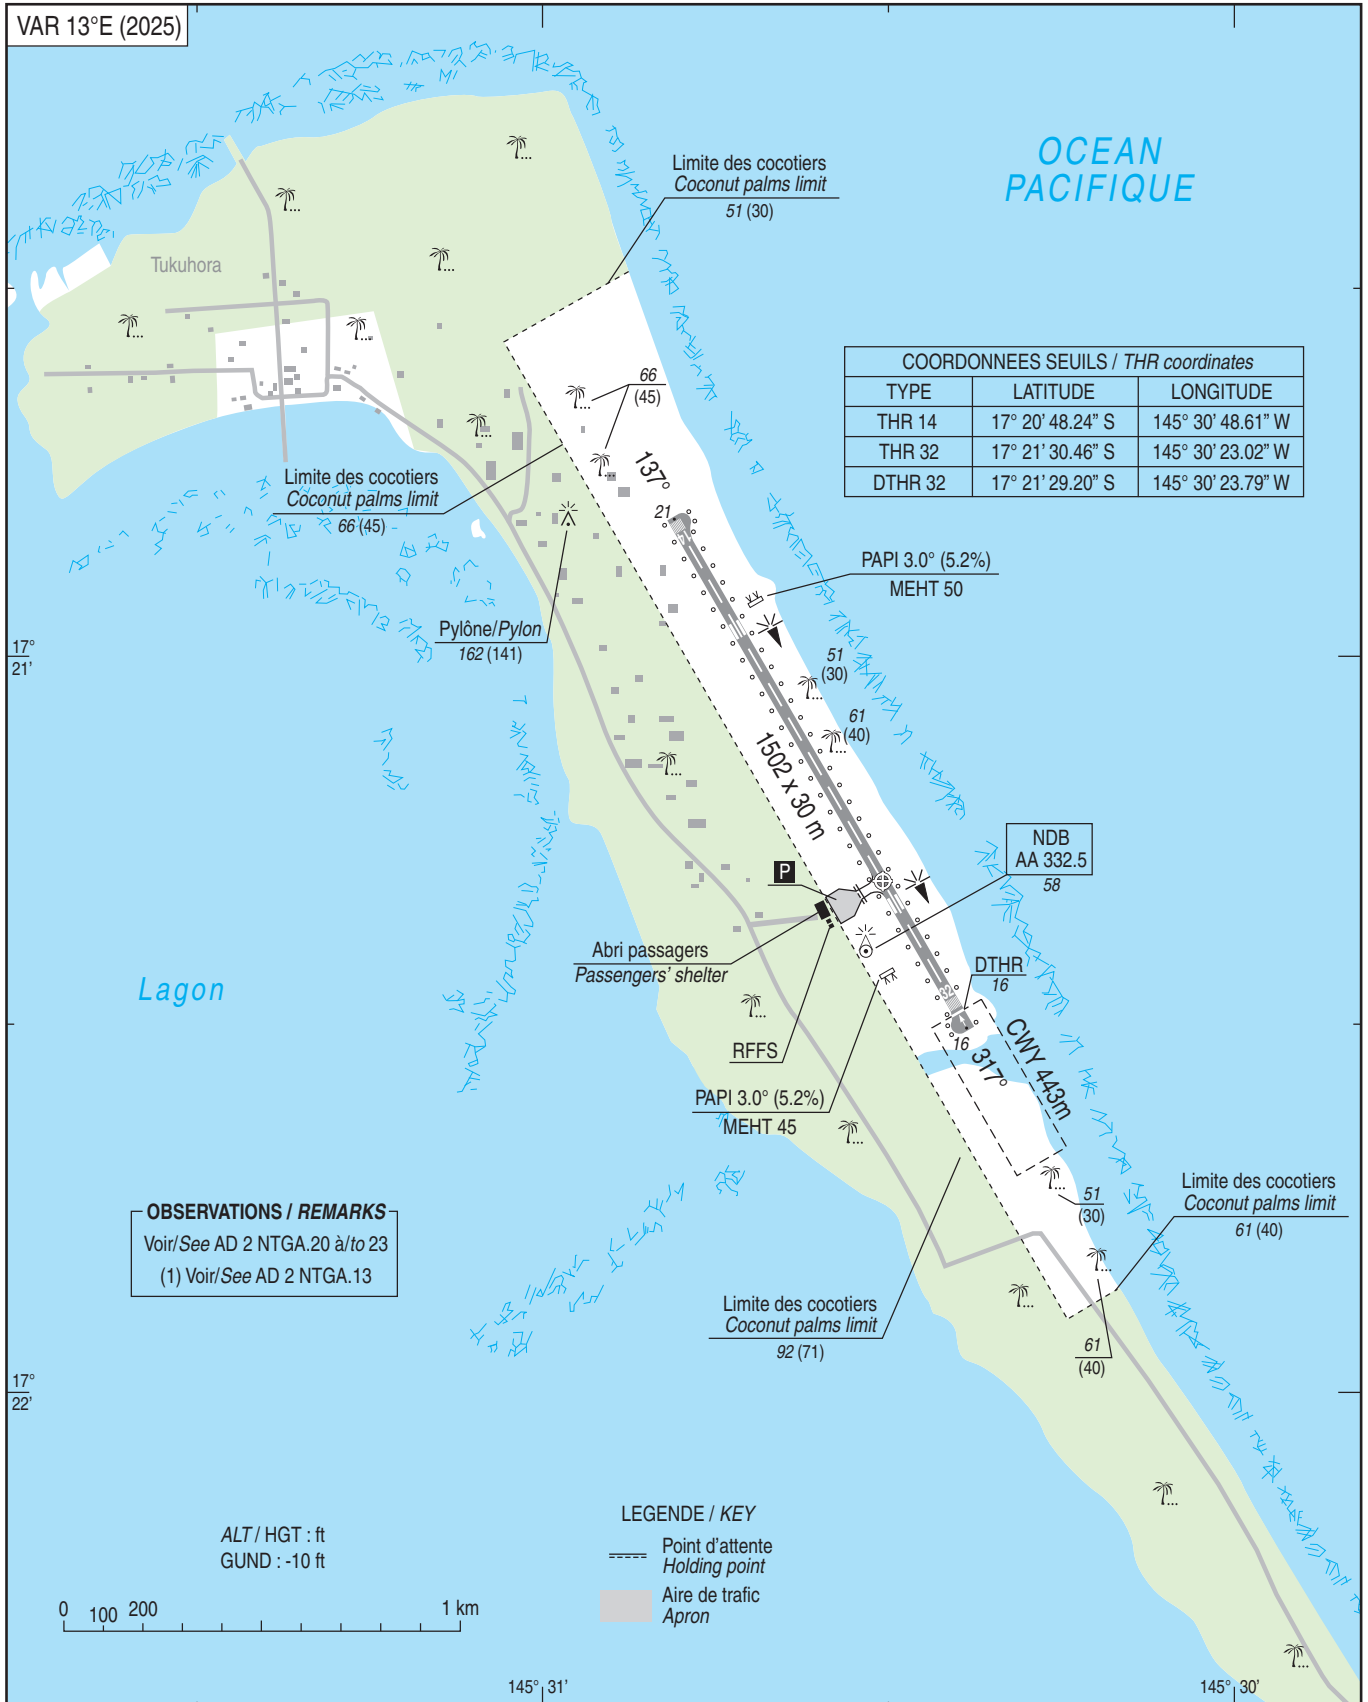 VAR 13°E (2025)
OCEAN
PACIFIQUE
Limite des cocotiers
Coconut palms limit
51 (30)
Tukuhora
COORDONNEES SEUILS / THR coordinates
TYPE LATITUDE LONGITUDE
THR 14 17° 20' 48.24" S 145° 30' 48.61" W
THR 32 17° 21' 30.46" S 145° 30' 23.02" W
DTHR 32 17° 21' 29.20" S 145° 30' 23.79" W
66
(45)
Limite des cocotiers
Coconut palms limit
66 (45)
137°
21
PAPI 3.0° (5.2%)
MEHT 50
Pylône/Pylon
162 (141)
17°
21'
51
(30)
61
(40)
1502 x 30 m
NDB
AA 332.5
58
P
Abri passagers
Passengers' shelter
Lagon
DTHR
16
32
16
RFFS
317°
CWY 443m
PAPI 3.0° (5.2%)
MEHT 45
51
(30)
Limite des cocotiers
Coconut palms limit
61 (40)
OBSERVATIONS / REMARKS
Voir/See AD 2 NTGA.20 à/to 23
(1) Voir/See AD 2 NTGA.13
Limite des cocotiers
Coconut palms limit
92 (71)
61
(40)
17°
22'
ALT / HGT : ft
GUND : -10 ft
LEGENDE / KEY
Point d'attente
Holding point
Aire de trafic
Apron
0 100 200 1 km
145° 31'
145° 30'